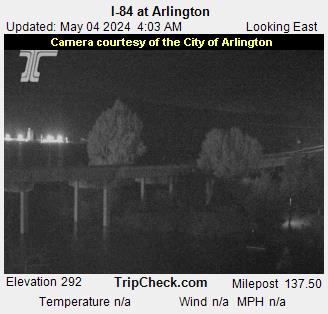 I-84 at Arlington
Updated: May 04 2024 4:03 AM Looking East
Camera courtesy of the City of Arlington
Elevation 292 TripCheck.com Milepost 137.50
Temperature n/a Wind n/a MPH n/a